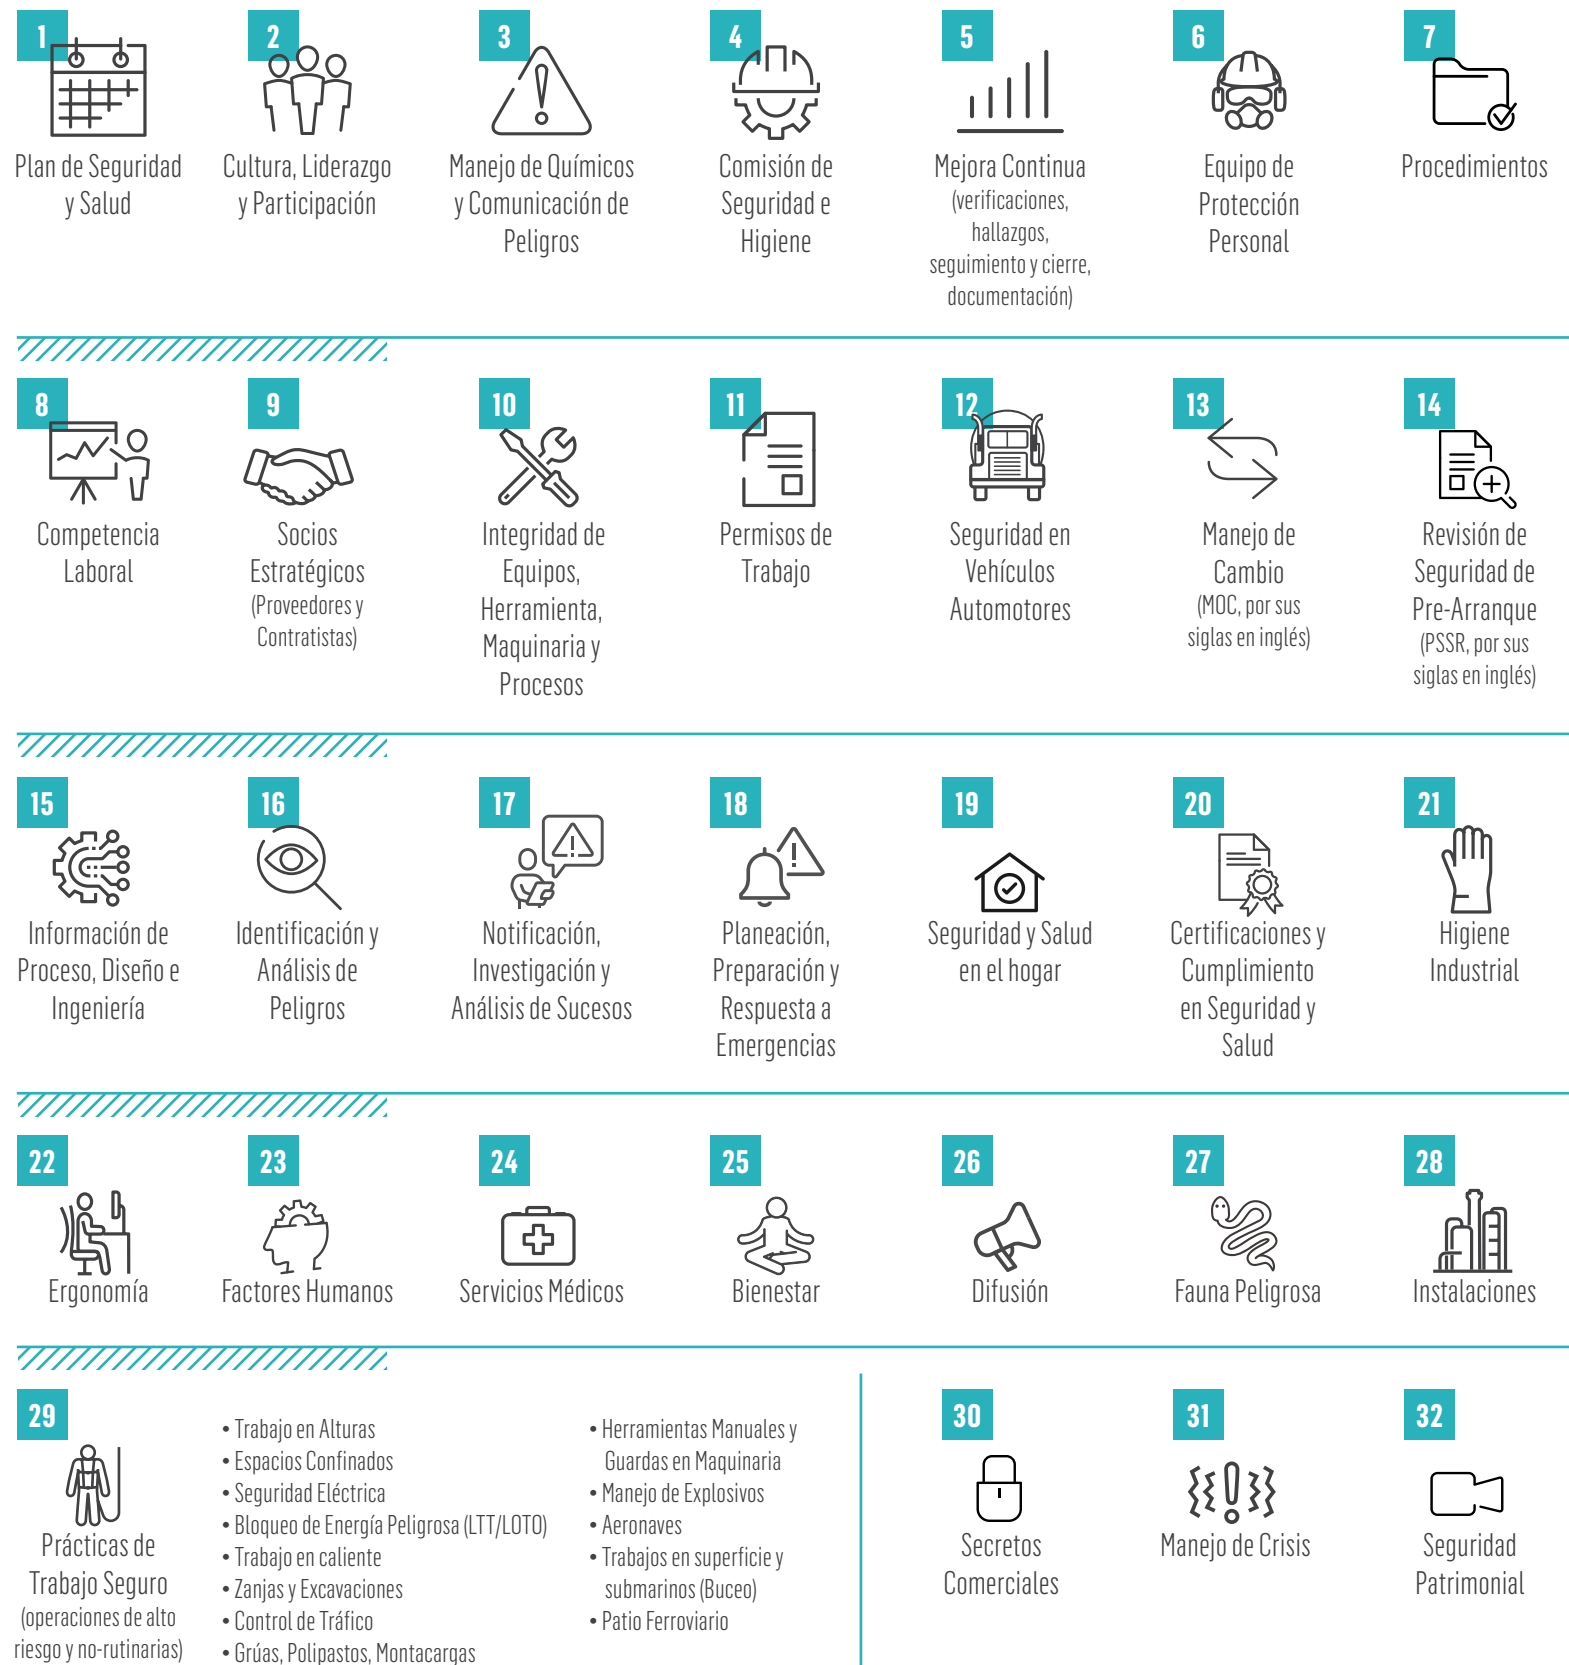 1
Plan de Seguridad
y Salud
2
Cultura, Liderazgo
y Participación
3
Manejo de Químicos
y Comunicación de
Peligros
4
Comisión de
Seguridad e
Higiene
5
Mejora Continua
(verificaciones,
hallazgos,
seguimiento y cierre,
documentación)
6
Equipo de
Protección
Personal
7
Procedimientos
8
Competencia
Laboral
9
Socios
Estratégicos
(Proveedores y
Contratistas)
10
Integridad de
Equipos,
Herramienta,
Maquinaria y
Procesos
11
Permisos de
Trabajo
12
Seguridad en
Vehículos
Automotores
13
Manejo de
Cambio
(MOC, por sus
siglas en inglés)
14
Revisión de
Seguridad de
Pre-Arranque
(PSSR, por sus
siglas en inglés)
15
Información de
Proceso, Diseño e
Ingeniería
16
Identificación y
Análisis de
Peligros
17
Notificación,
Investigación y
Análisis de Sucesos
18
Planeación,
Preparación y
Respuesta a
Emergencias
19
Seguridad y Salud
en el hogar
20
Certificaciones y
Cumplimiento
en Seguridad y
Salud
21
Higiene
Industrial
22
Ergonomía
23
Factores Humanos
24
Servicios Médicos
25
Bienestar
26
Difusión
27
Fauna Peligrosa
28
Instalaciones
29
Prácticas de
Trabajo Seguro
(operaciones de alto
riesgo y no-rutinarias)
• Trabajo en Alturas
• Espacios Confinados
• Seguridad Eléctrica
• Bloqueo de Energía Peligrosa (LTT/LOTO)
• Trabajo en caliente
• Zanjas y Excavaciones
• Control de Tráfico
• Grúas, Polipastos, Montacargas
• Herramientas Manuales y
Guardas en Maquinaria
• Manejo de Explosivos
• Aeronaves
• Trabajos en superficie y
submarinos (Buceo)
• Patio Ferroviario
30
Secretos
Comerciales
31
Manejo de Crisis
32
Seguridad
Patrimonial